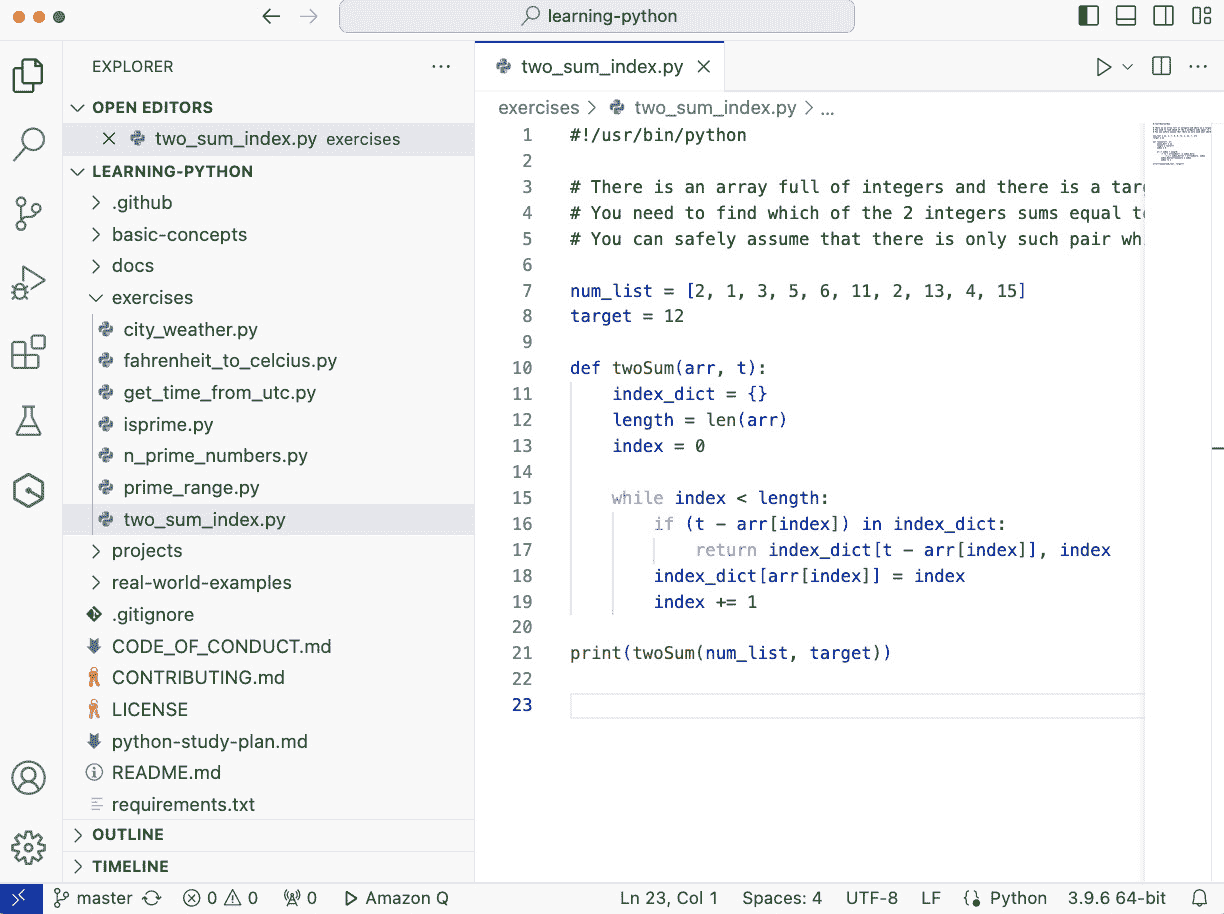 learning-python
EXPLORER
OPEN EDITORS
two_sum_index.py exercises
LEARNING-PYTHON
.github
basic-concepts
docs
exercises
city_weather.py
fahrenheit_to_celcius.py
get_time_from_utc.py
isprime.py
n_prime_numbers.py
prime_range.py
two_sum_index.py
projects
real-world-examples
.gitignore
CODE_OF_CONDUCT.md
CONTRIBUTING.md
LICENSE
python-study-plan.md
README.md
requirements.txt
OUTLINE
TIMELINE
two_sum_index.py
exercises > two_sum_index.py > ...
1 #!/usr/bin/python
2
3 # There is an array full of integers and there is a tar
4 # You need to find which of the 2 integers sums equal to
5 # You can safely assume that there is only such pair wh
6
7 num_list = [2, 1, 3, 5, 6, 11, 2, 13, 4, 15]
8 target = 12
9
10 def twoSum(arr, t):
11     index_dict = {}
12     length = len(arr)
13     index = 0
14
15     while index < length:
16         if (t - arr[index]) in index_dict:
17             return index_dict[t - arr[index]], index
18         index_dict[arr[index]] = index
19         index += 1
20
21 print(twoSum(num_list, target))
22
23
master 0 0 0 Amazon Q Ln 23, Col 1 Spaces: 4 UTF-8 LF Python 3.9.6 64-bit